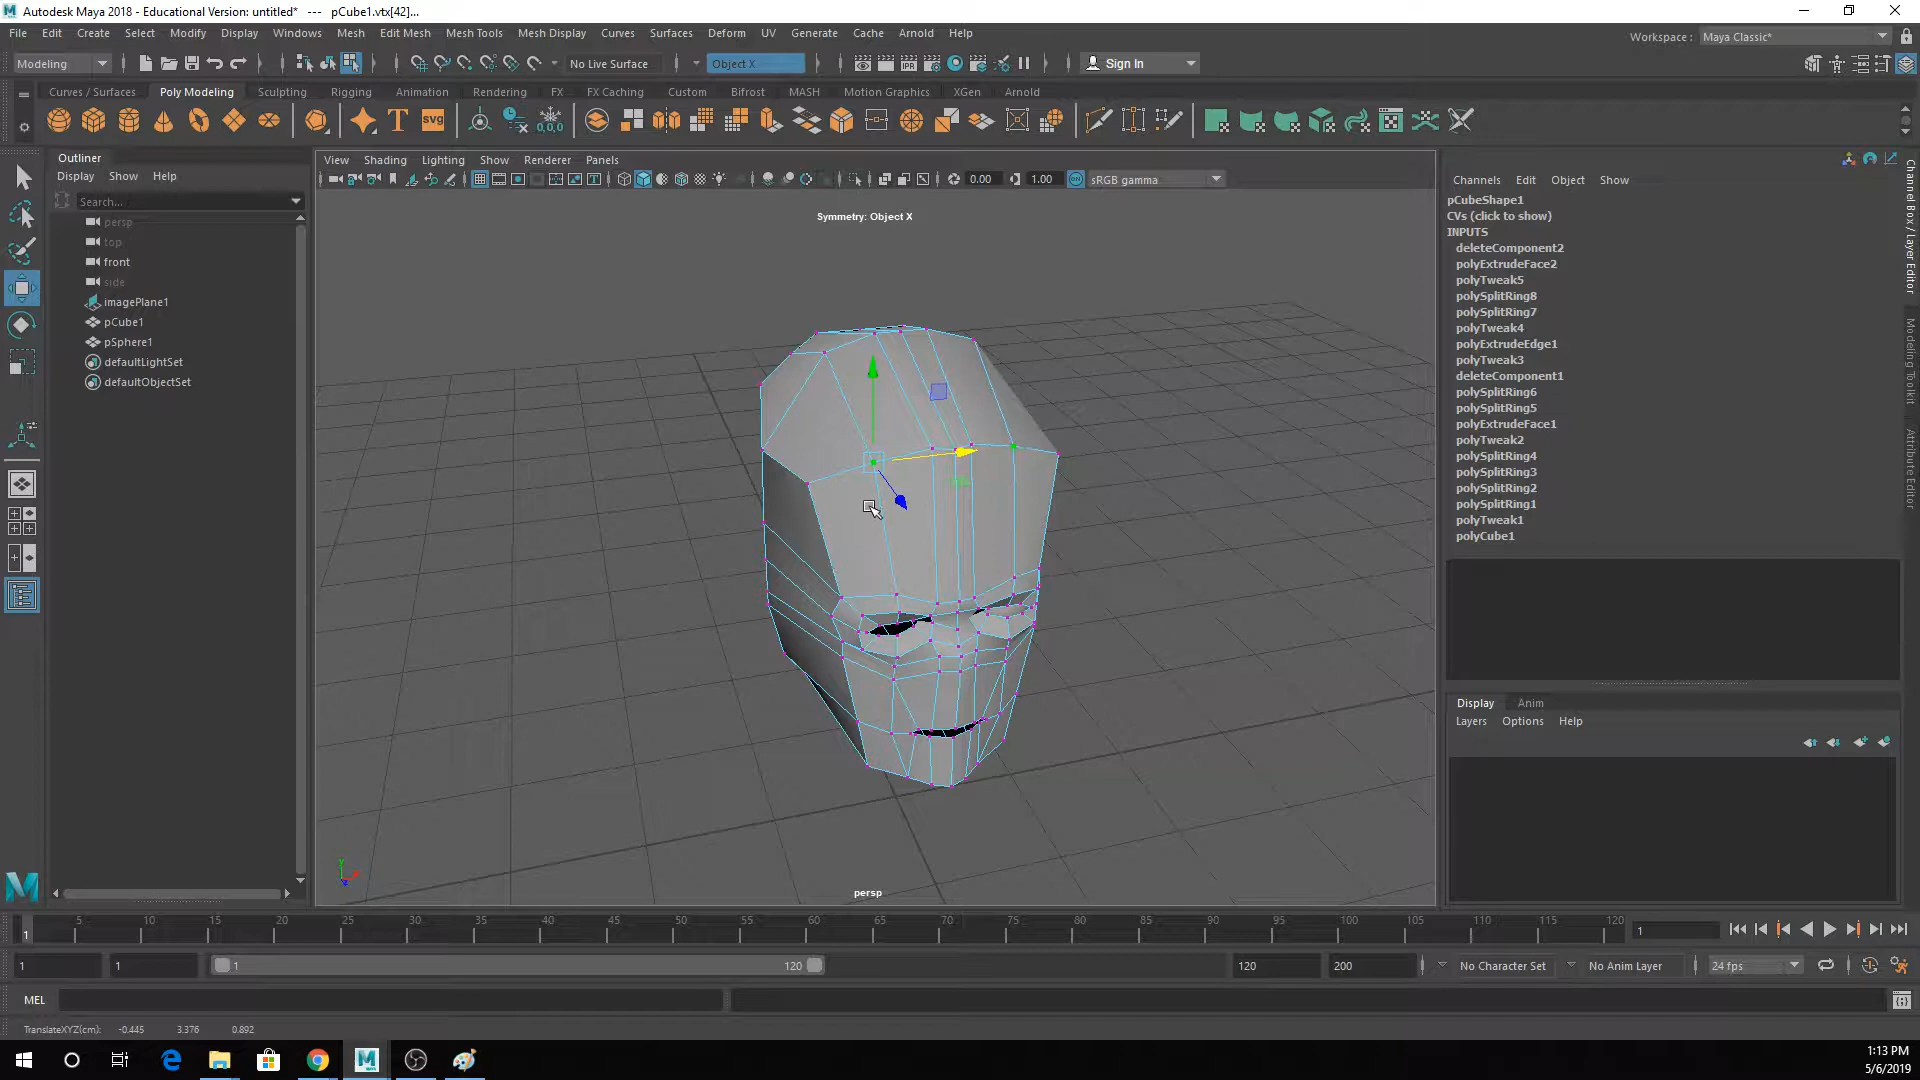 Autodesk Maya 2018 - Educational Version: untitled*   ---   pCube1.vtx[42]...
File Edit Create Select Modify Display Windows Mesh Edit Mesh Mesh Tools Mesh Display Curves Surfaces Deform UV Generate Cache Arnold Help
Workspace : Maya Classic*
Modeling
No Live Surface
Object X
Sign In
Curves / Surfaces Poly Modeling Sculpting Rigging Animation Rendering FX FX Caching Custom Bifrost MASH Motion Graphics XGen Arnold
Outliner
Display Show Help
Search...
persp
top
front
side
imagePlane1
pCube1
pSphere1
defaultLightSet
defaultObjectSet
View Shading Lighting Show Renderer Panels
0.00
1.00
sRGB gamma
Symmetry: Object X
persp
Channels Edit Object Show
pCubeShape1
CVs (click to show)
INPUTS
deleteComponent2
polyExtrudeFace2
polyTweak5
polySplitRing8
polySplitRing7
polyTweak4
polyExtrudeEdge1
polyTweak3
deleteComponent1
polySplitRing6
polySplitRing5
polyExtrudeFace1
polyTweak2
polySplitRing4
polySplitRing3
polySplitRing2
polySplitRing1
polyTweak1
polyCube1
Channel Box / Layer Editor
Modeling Toolkit
Attribute Editor
Display Anim
Layers Options Help
5 10 15 20 25 30 35 40 45 50 55 60 65 70 75 80 85 90 95 100 105 110 115 120
1
1
1 1 1 120 120 200 No Character Set No Anim Layer 24 fps
MEL
TranslateXYZ(cm): -0.445 3.376 0.892
1:13 PM
5/6/2019